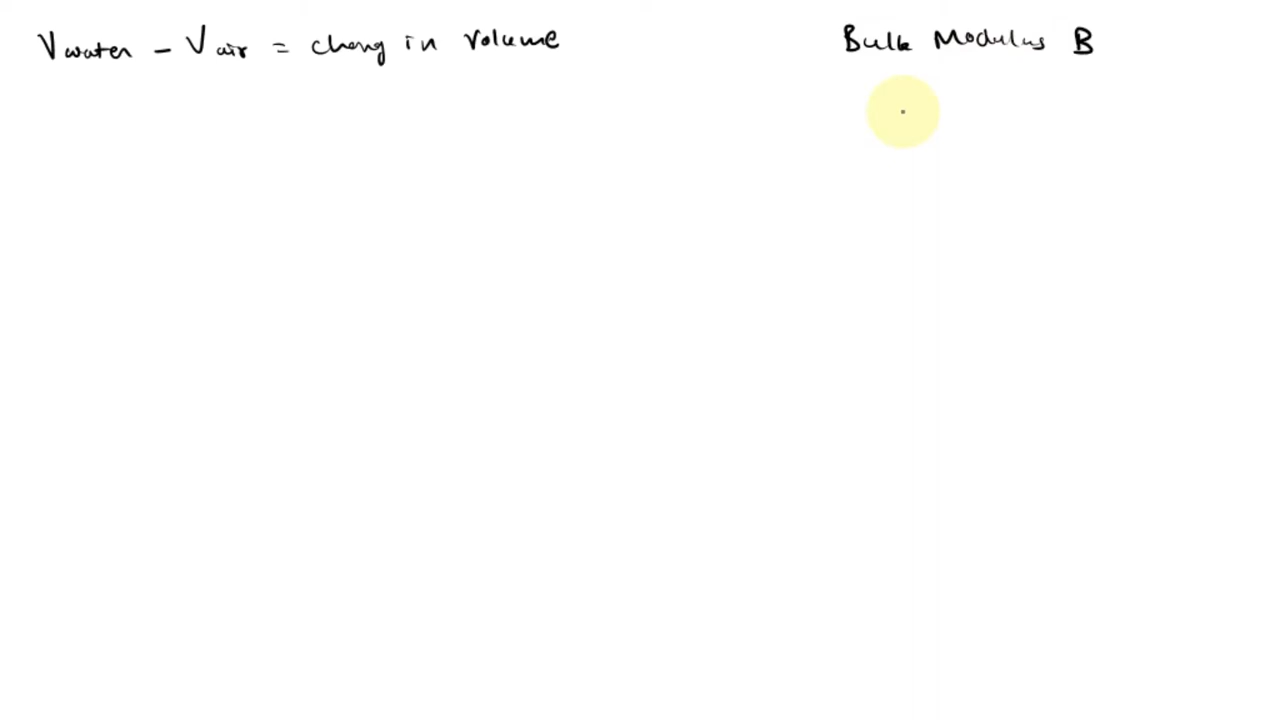 Vwater - Vair = chang in volume
Bulk Modulus B